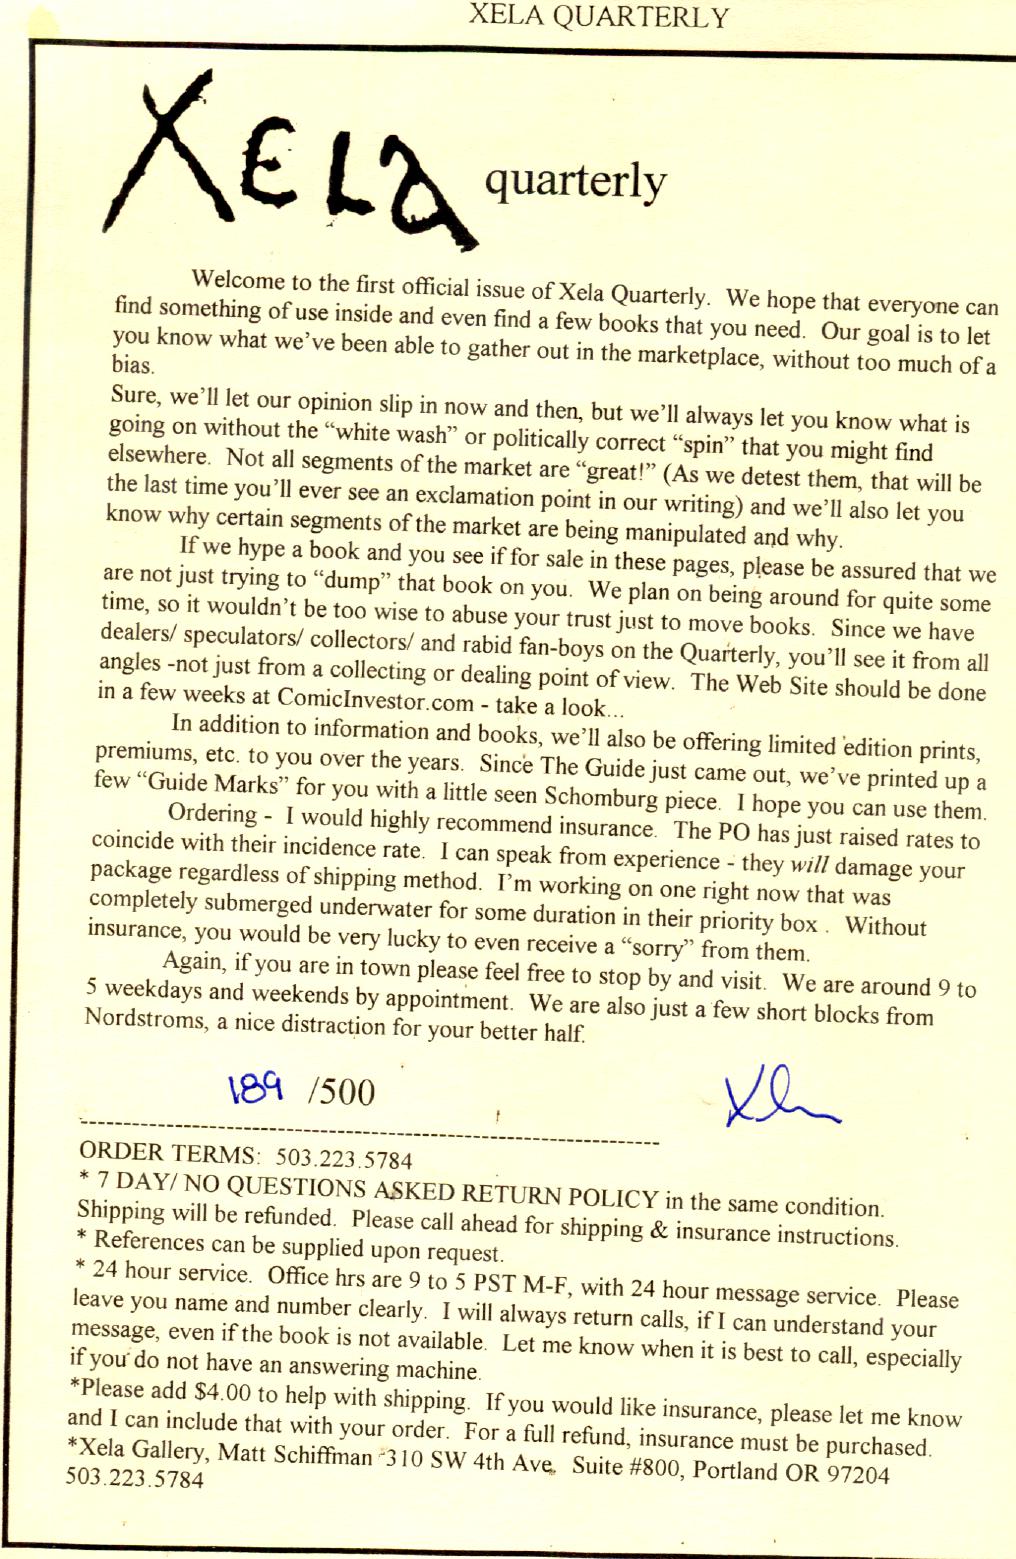 XELA QUARTERLY
XELA quarterly
Welcome to the first official issue of Xela Quarterly. We hope that everyone can
find something of use inside and even find a few books that you need. Our goal is to let
you know what we've been able to gather out in the marketplace, without too much of a
bias.
Sure, we'll let our opinion slip in now and then, but we'll always let you know what is
going on without the “white wash” or politically correct “spin” that you might find
elsewhere. Not all segments of the market are “great!” (As we detest them, that will be
the last time you'll ever see an exclamation point in our writing) and we'll also let you
know why certain segments of the market are being manipulated and why.
If we hype a book and you see if for sale in these pages, please be assured that we
are not just trying to “dump” that book on you. We plan on being around for quite some
time, so it wouldn't be too wise to abuse your trust just to move books. Since we have
dealers/ speculators/ collectors/ and rabid fan-boys on the Quarterly, you'll see it from all
angles -not just from a collecting or dealing point of view. The Web Site should be done
in a few weeks at ComicInvestor.com - take a look...
In addition to information and books, we'll also be offering limited edition prints,
premiums, etc. to you over the years. Since The Guide just came out, we've printed up a
few “Guide Marks” for you with a little seen Schomburg piece. I hope you can use them.
Ordering - I would highly recommend insurance. The PO has just raised rates to
coincide with their incidence rate. I can speak from experience - they will damage your
package regardless of shipping method. I'm working on one right now that was
completely submerged underwater for some duration in their priority box . Without
insurance, you would be very lucky to even receive a “sorry” from them.
Again, if you are in town please feel free to stop by and visit. We are around 9 to
5 weekdays and weekends by appointment. We are also just a few short blocks from
Nordstroms, a nice distraction for your better half.
189 /500
ORDER TERMS: 503.223.5784
* 7 DAY/ NO QUESTIONS ASKED RETURN POLICY in the same condition.
Shipping will be refunded. Please call ahead for shipping & insurance instructions.
* References can be supplied upon request.
* 24 hour service. Office hrs are 9 to 5 PST M-F, with 24 hour message service. Please
leave you name and number clearly. I will always return calls, if I can understand your
message, even if the book is not available. Let me know when it is best to call, especially
if you do not have an answering machine.
*Please add $4.00 to help with shipping. If you would like insurance, please let me know
and I can include that with your order. For a full refund, insurance must be purchased.
*Xela Gallery, Matt Schiffman -310 SW 4th Ave. Suite #800, Portland OR 97204
503.223.5784